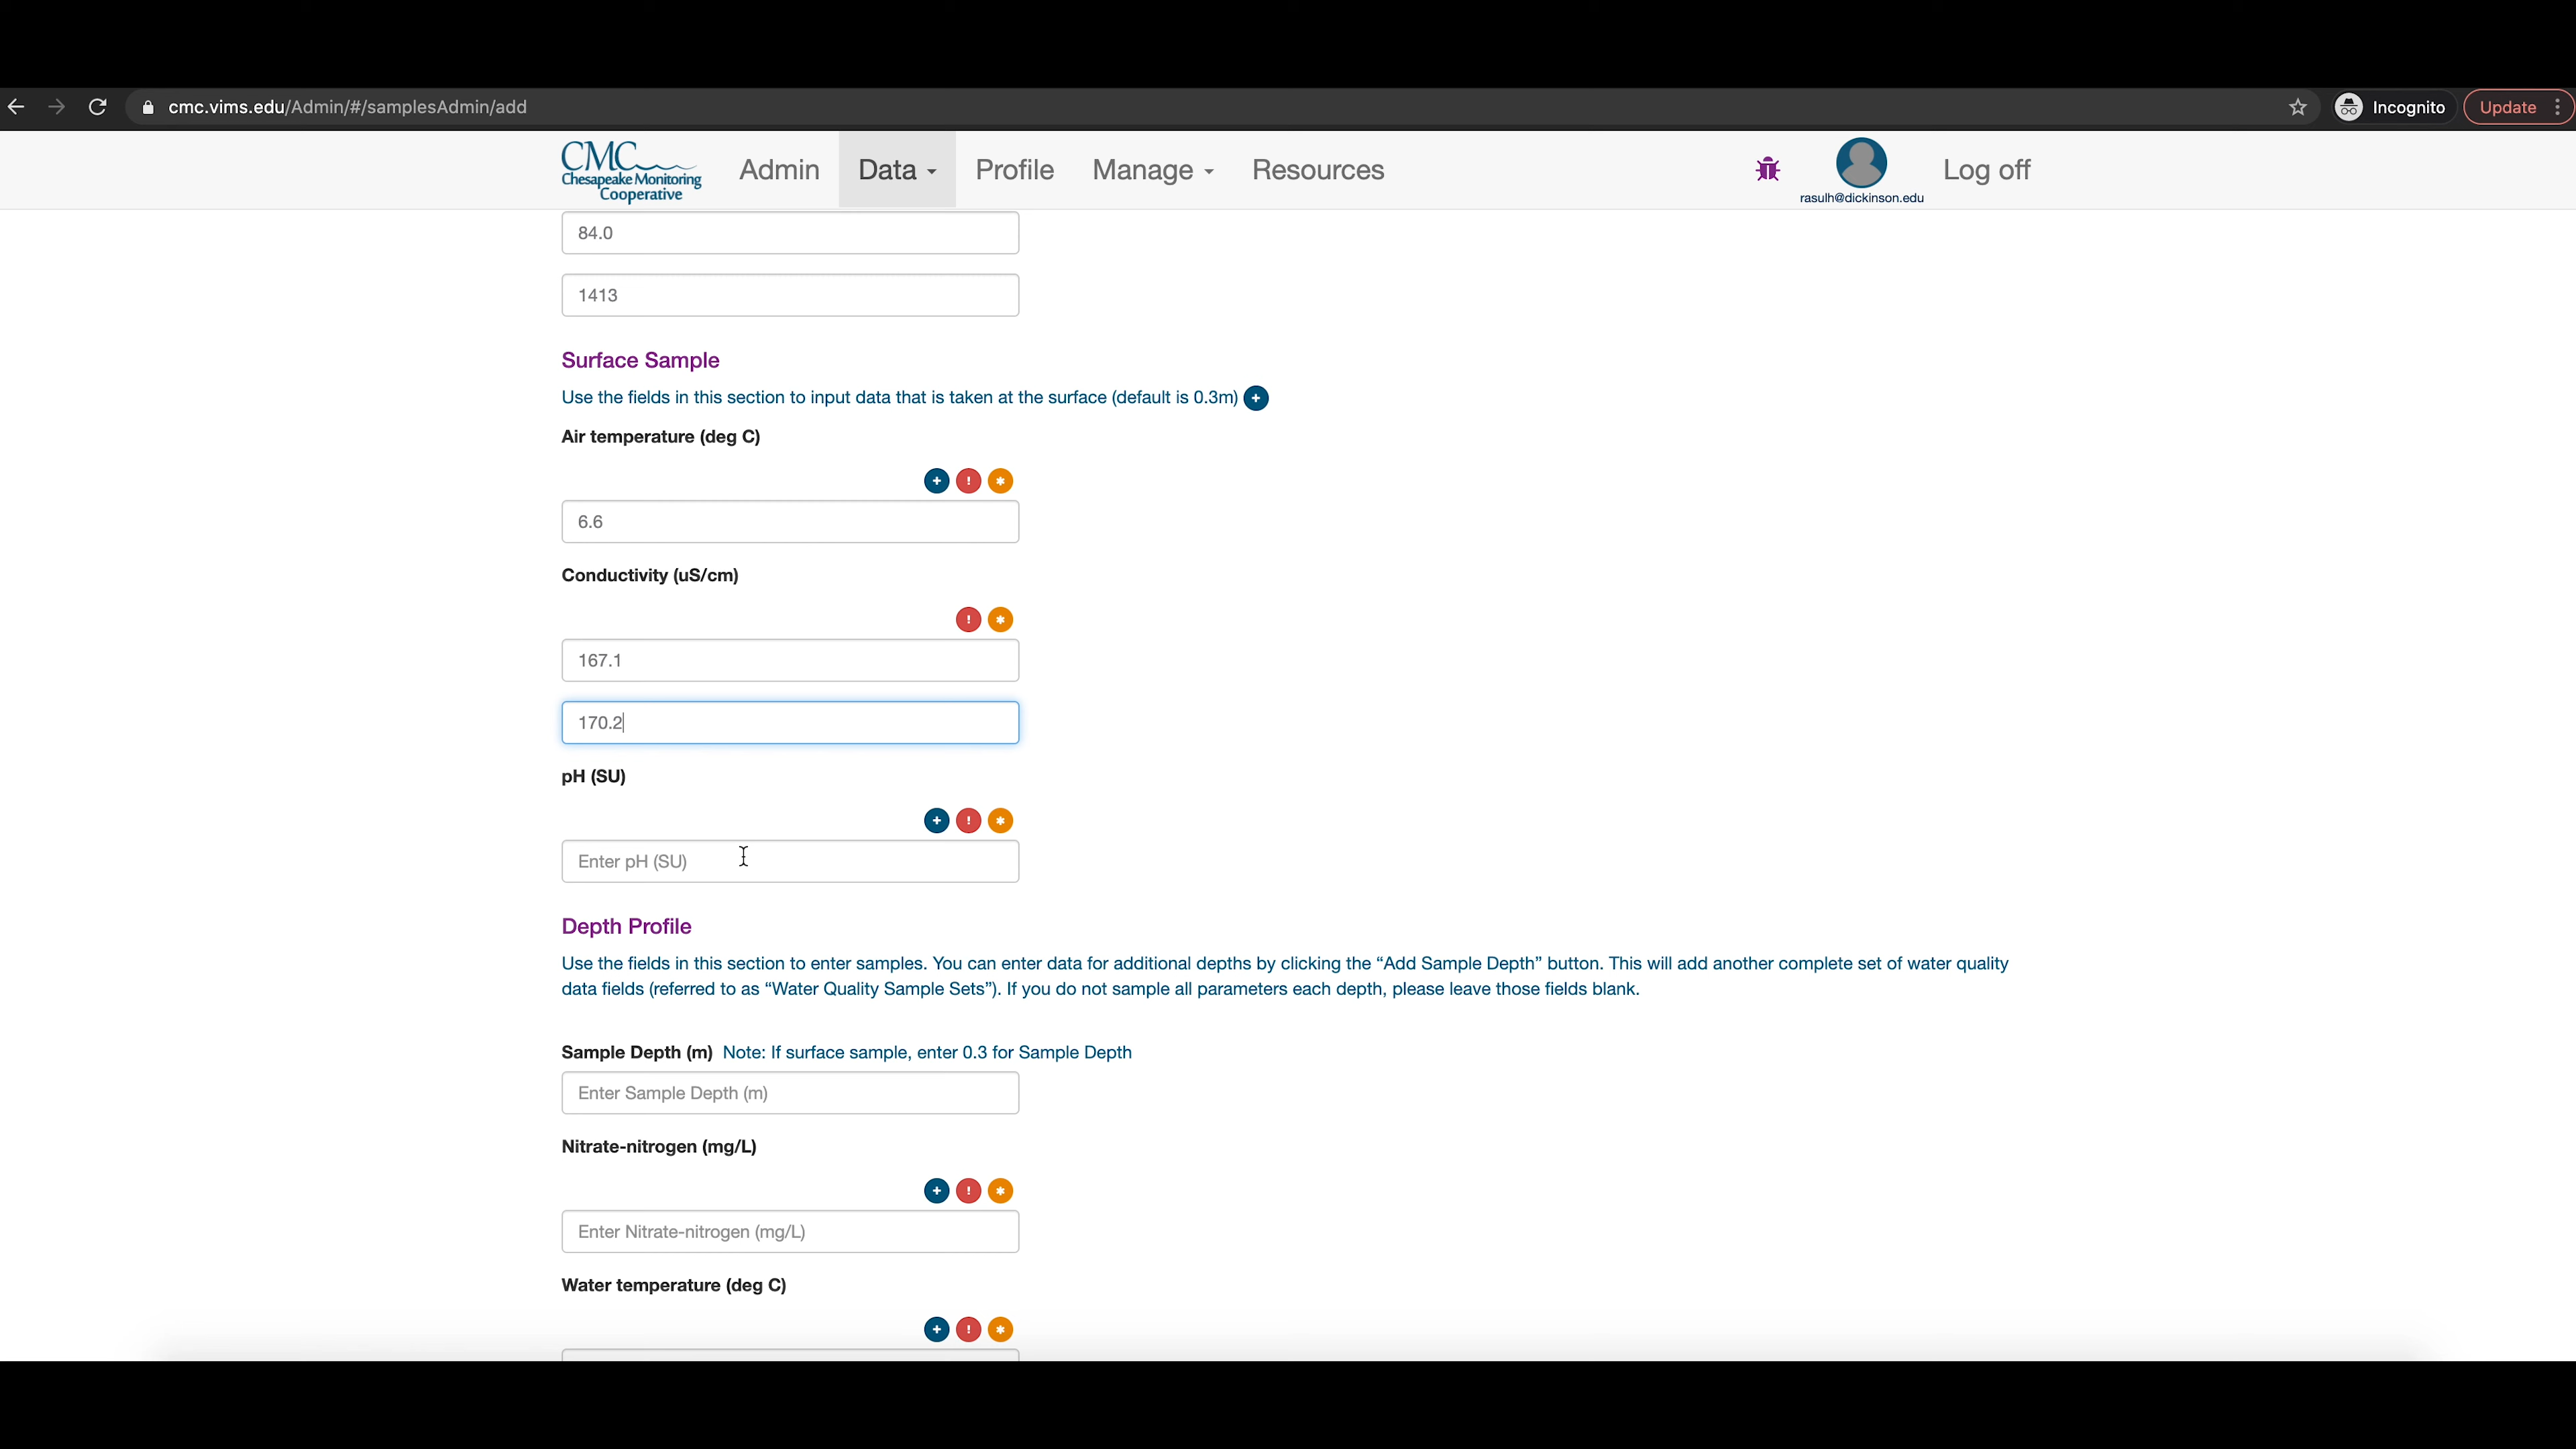 cmc.vims.edu/Admin/#/samplesAdmin/add
Incognito
Update
CMC
Chesapeake Monitoring
Cooperative
Admin
Data
Profile
Manage
Resources
rasulh@dickinson.edu
Log off
84.0
1413
Surface Sample
Use the fields in this section to input data that is taken at the surface (default is 0.3m)
Air temperature (deg C)
6.6
Conductivity (uS/cm)
167.1
170.2
pH (SU)
Enter pH (SU)
Depth Profile
Use the fields in this section to enter samples. You can enter data for additional depths by clicking the “Add Sample Depth” button. This will add another complete set of water quality
data fields (referred to as “Water Quality Sample Sets”). If you do not sample all parameters each depth, please leave those fields blank.
Sample Depth (m) Note: If surface sample, enter 0.3 for Sample Depth
Enter Sample Depth (m)
Nitrate-nitrogen (mg/L)
Enter Nitrate-nitrogen (mg/L)
Water temperature (deg C)